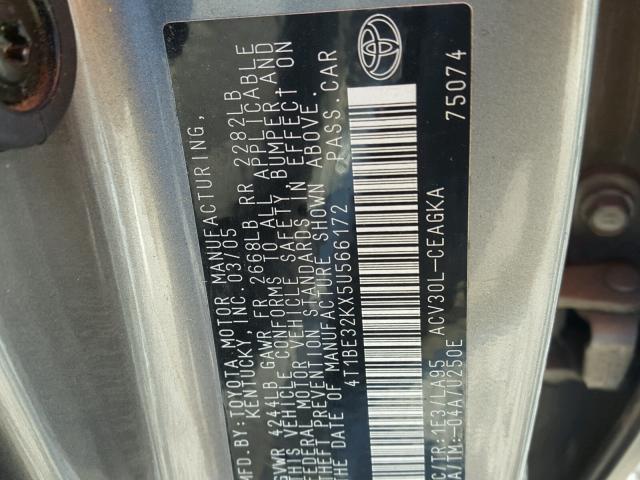 MFD.BY:TOYOTA MOTOR MANUFACTURING,
KENTUCKY, INC. 03/05
GVWR 4244LB GAWR FR 2668LB RR 2282LB
THIS VEHICLE CONFORMS TO ALL APPLICABLE
FEDERAL MOTOR VEHICLE SAFETY, BUMPER, AND
THEFT PREVENTION STANDARDS IN EFFECT ON
THE DATE OF MANUFACTURE SHOWN ABOVE.
4T1BE32KX5U566172 PASS. CAR
ACV30L-CEAGKA 75074
C/TR:1E3/LA95
A/TM:-04A/U250E